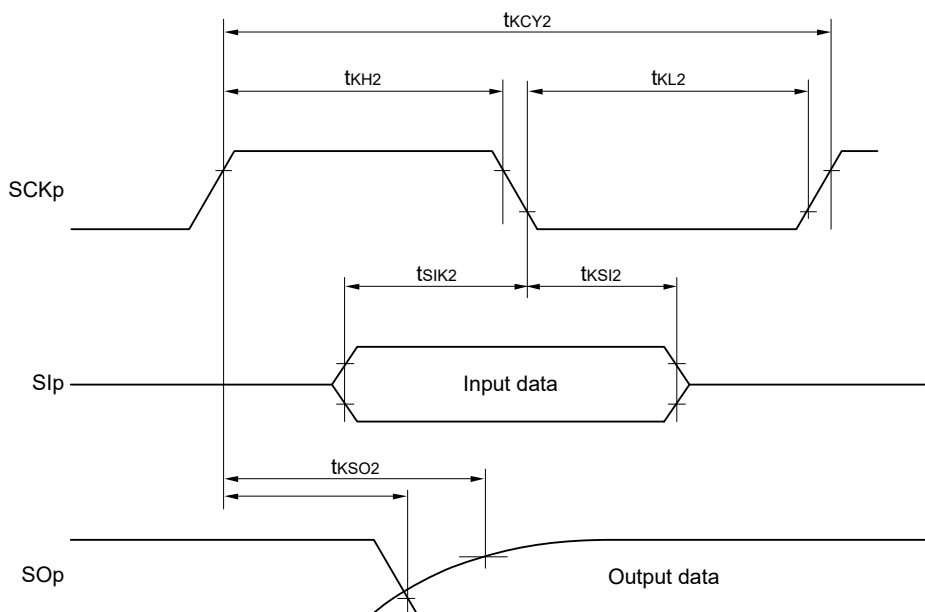 tKCY2
tKH2
tKL2
SCKp
tSIK2
tKSI2
SIp
Input data
tKSO2
SOp
Output data